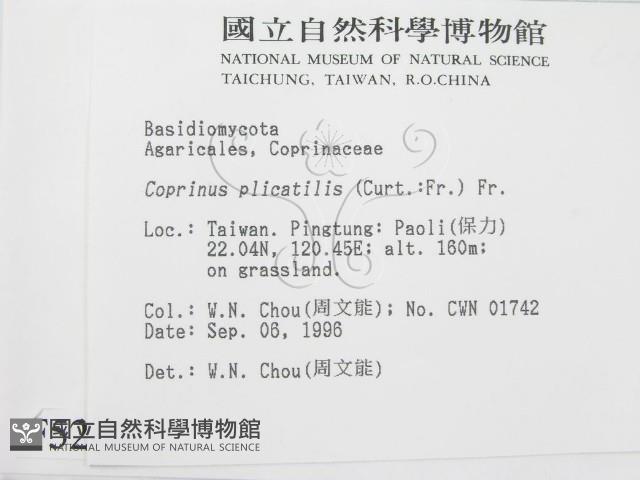 國立自然科學博物館
NATIONAL MUSEUM OF NATURAL SCIENCE
TAICHUNG, TAIWAN, R.O.CHINA
Basidiomycota
Agaricales, Coprinaceae
Coprinus plicatilis (Curt.:Fr.) Fr.
Loc.: Taiwan. Pingtung: Paoli(保力)
22.04N, 120.45E; alt. 160m;
on grassland.
Col.: W.N. Chou(周文能); No. CWN 01742
Date: Sep. 06, 1996
Det.: W.N. Chou(周文能)
國立自然科學博物館
NATIONAL MUSEUM OF NATURAL SCIENCE